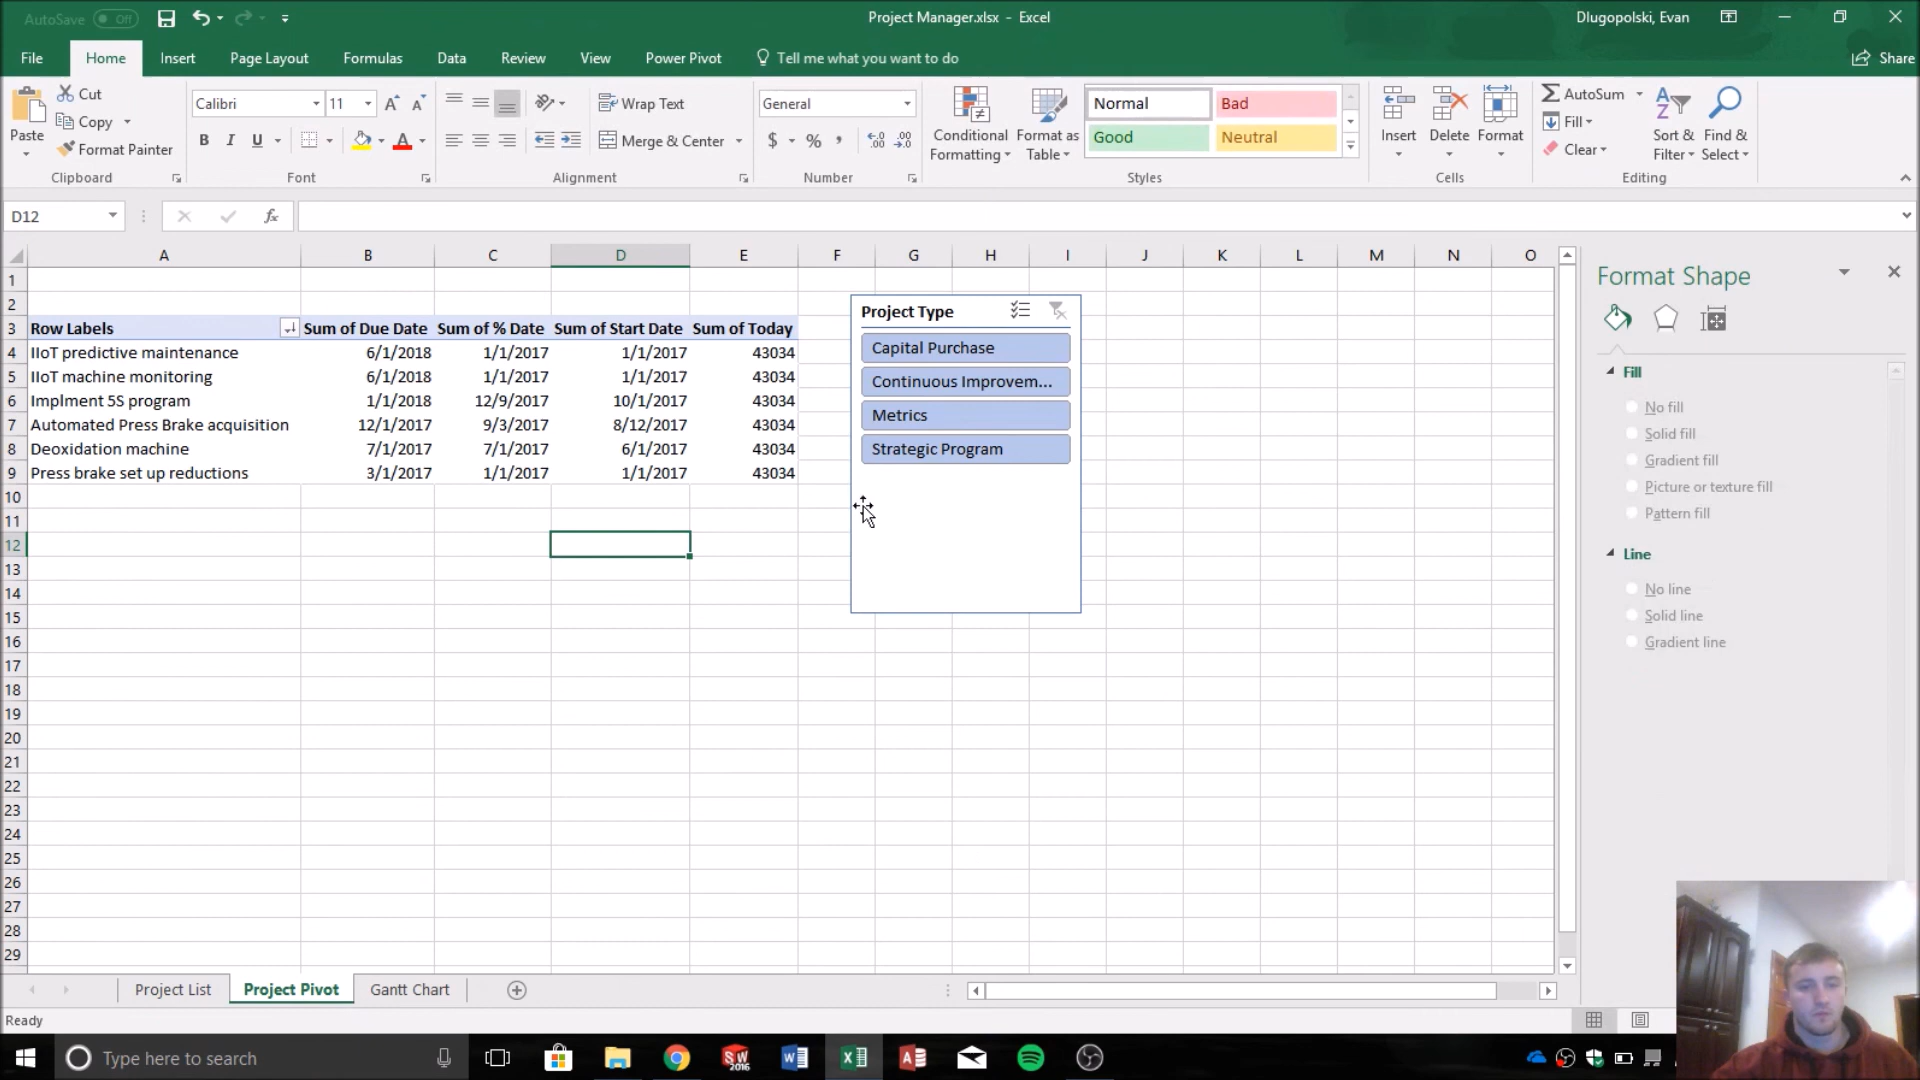 AutoSave Off
Project Manager.xlsx - Excel
Dlugopolski, Evan
File Home Insert Page Layout Formulas Data Review View Power Pivot Tell me what you want to do Share
Paste
Cut
Copy
Format Painter
Clipboard
Calibri 11
B I U
Font
Wrap Text
Merge & Center
Alignment
General
$ % ,
Number
Conditional Formatting
Format as Table
Normal Bad
Good Neutral
Styles
Insert Delete Format
Cells
AutoSum
Fill
Clear
Sort & Filter
Find & Select
Editing
D12
fx
A B C D E F G H I J K L M N O
1
2
3 Row Labels Sum of Due Date Sum of % Date Sum of Start Date Sum of Today
4 IIoT predictive maintenance 6/1/2018 1/1/2017 1/1/2017 43034
5 IIoT machine monitoring 6/1/2018 1/1/2017 1/1/2017 43034
6 Implment 5S program 1/1/2018 12/9/2017 10/1/2017 43034
7 Automated Press Brake acquisition 12/1/2017 9/3/2017 8/12/2017 43034
8 Deoxidation machine 7/1/2017 7/1/2017 6/1/2017 43034
9 Press brake set up reductions 3/1/2017 1/1/2017 1/1/2017 43034
10
11
12
13
14
15
16
17
18
19
20
21
22
23
24
25
26
27
28
29
Project Type
Capital Purchase
Continuous Improvem...
Metrics
Strategic Program
Format Shape
Fill
No fill
Solid fill
Gradient fill
Picture or texture fill
Pattern fill
Line
No line
Solid line
Gradient line
Project List Project Pivot Gantt Chart
Ready
Type here to search
SW 2016